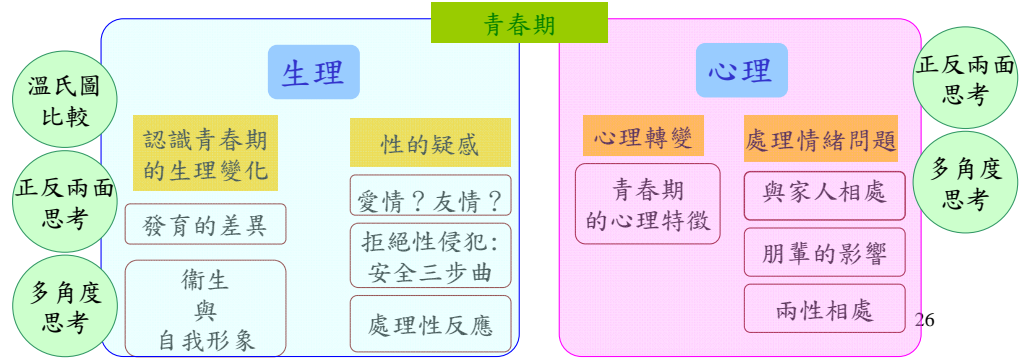 青春期
生理
溫氏圖
比較
正反兩面
思考
多角度
思考
認識青春期
的生理變化
發育的差異
衞生
與
自我形象
性的疑惑
愛情？友情？
拒絕性侵犯:
安全三步曲
處理性反應
心理
心理轉變
青春期
的心理特徵
處理情緒問題
與家人相處
朋輩的影響
兩性相處
正反兩面
思考
多角度
思考
26